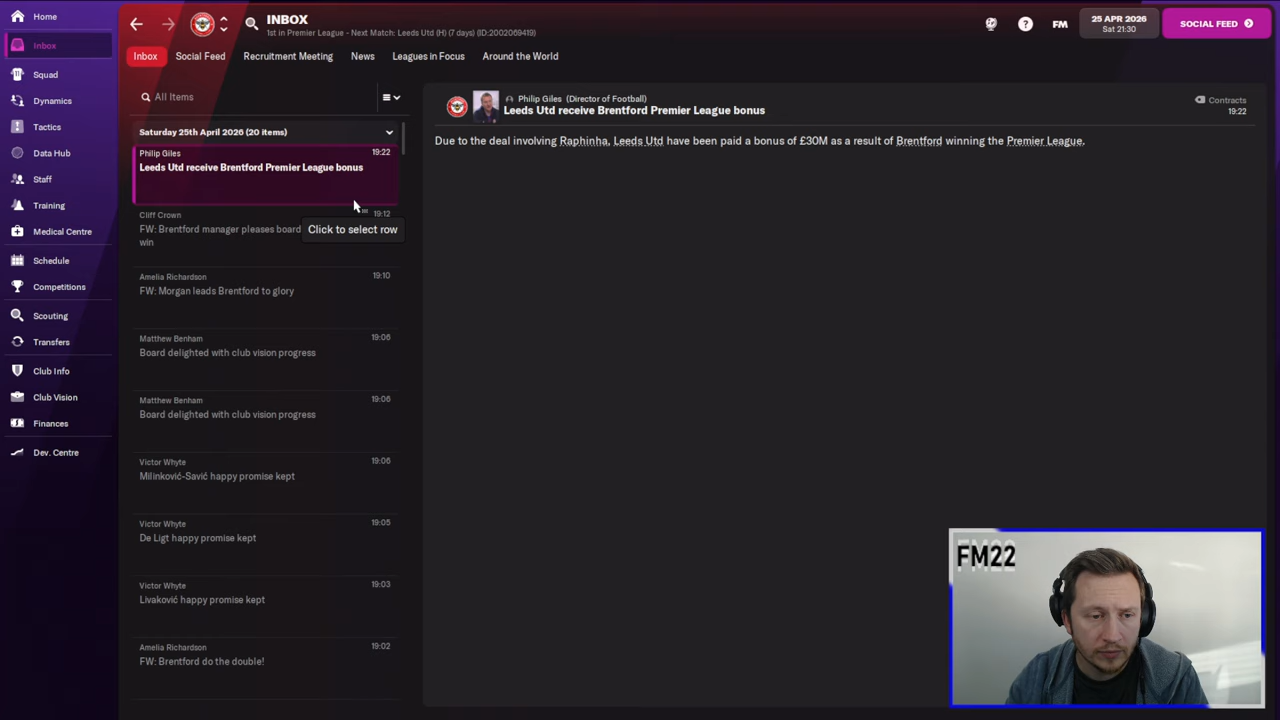 Home
Inbox
Squad
Dynamics
Tactics
Data Hub
Staff
Training
Medical Centre
Schedule
Competitions
Scouting
Transfers
Club Info
Club Vision
Finances
Dev. Centre
INBOX
1st in Premier League - Next Match: Leeds Utd (H) (7 days) (ID:2002069419)
?
FM
25 APR 2026
Sat 21:30
SOCIAL FEED
Inbox
Social Feed
Recruitment Meeting
News
Leagues in Focus
Around the World
All Items
Saturday 25th April 2026 (20 items)
Philip Giles 19:22
Leeds Utd receive Brentford Premier League bonus
Cliff Crown 19:12
FW: Brentford manager pleases board
win
Click to select row
Amelia Richardson 19:10
FW: Morgan leads Brentford to glory
Matthew Benham 19:06
Board delighted with club vision progress
Matthew Benham 19:06
Board delighted with club vision progress
Victor Whyte 19:06
Milinković-Savić happy promise kept
Victor Whyte 19:05
De Ligt happy promise kept
Victor Whyte 19:03
Livaković happy promise kept
Amelia Richardson 19:02
FW: Brentford do the double!
Philip Giles (Director of Football)
Leeds Utd receive Brentford Premier League bonus
Contracts
19:22
Due to the deal involving Raphinha, Leeds Utd have been paid a bonus of £30M as a result of Brentford winning the Premier League.
FM22